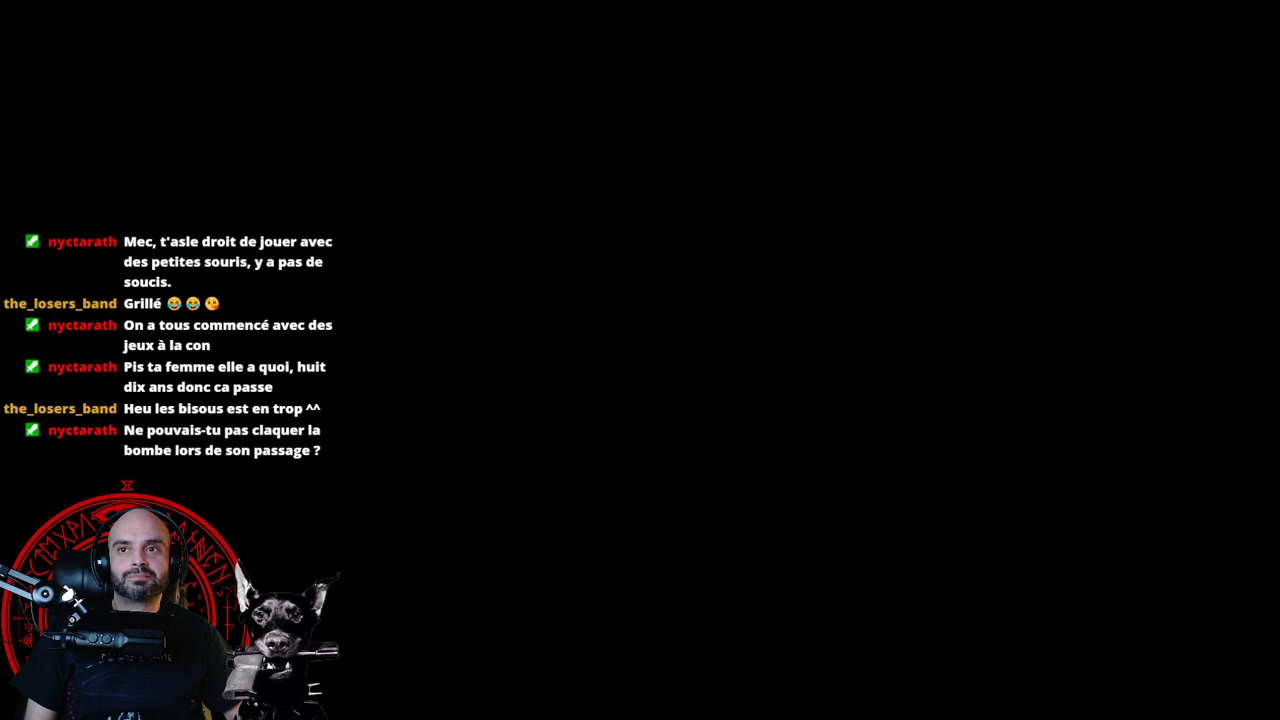 nyctarath Mec, t'asle droit de jouer avec
des petites souris, y a pas de
soucis.
the_losers_band Grillé 😂 😂 😘
nyctarath On a tous commencé avec des
jeux à la con
nyctarath Pis ta femme elle a quoi, huit
dix ans donc ca passe
the_losers_band Heu les bisous est en trop ^^
nyctarath Ne pouvais-tu pas claquer la
bombe lors de son passage ?